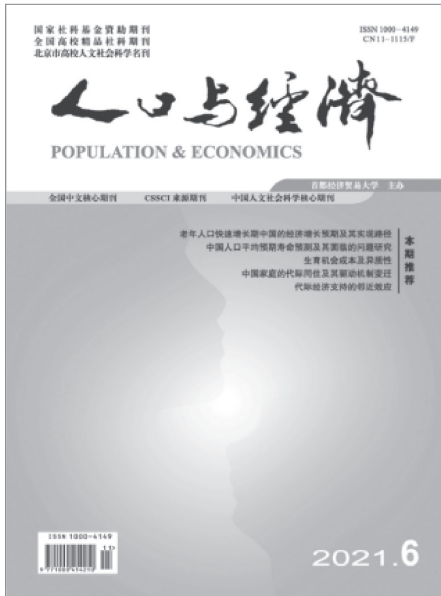 国家社科基金资助期刊
全国高校精品社科期刊
北京市高校人文社会科学名刊
ISSN 1000-4149
CN11-1115/F
人口与经济
POPULATION & ECONOMICS
首都经济贸易大学 主办
全国中文核心期刊 CSSCI 来源期刊 中国人文社会科学核心期刊
本期推荐
老年人口快速增长期中国的经济增长预期及其实现路径
中国人口平均预期寿命预测及其面临的问题研究
生育机会成本及异质性
中国家庭的代际同住及其驱动机制变迁
代际经济支持的邻近效应
ISSN 1000-4149
2021.6